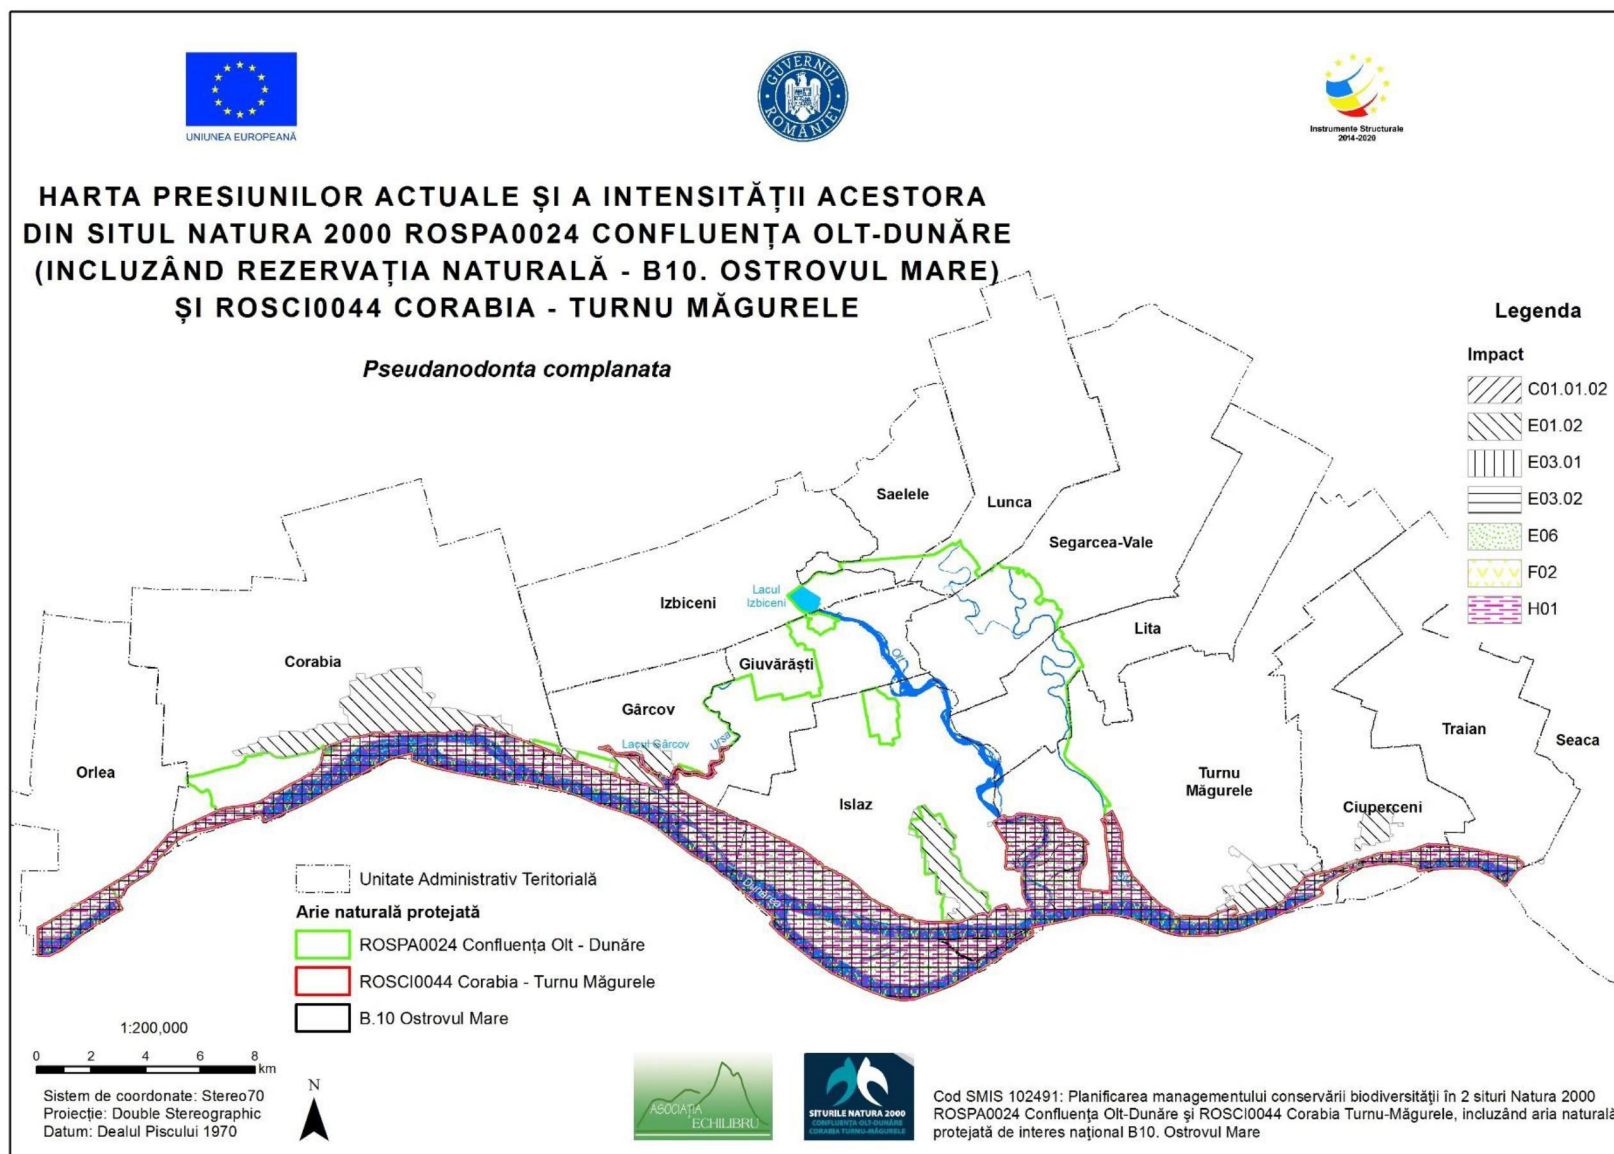 UNIUNEA EUROPEANĂ
GUVERNUL ROMÂNIEI
Instrumente Structurale
2014-2020
HARTA PRESIUNILOR ACTUALE ȘI A INTENSITĂȚII ACESTORA
DIN SITUL NATURA 2000 ROSPA0024 CONFLUENȚA OLT-DUNĂRE
(INCLUZÂND REZERVAȚIA NATURALĂ - B10. OSTROVUL MARE)
ȘI ROSCI0044 CORABIA - TURNU MĂGURELE
Pseudanodonta complanata
Legenda
Impact
C01.01.02
E01.02
E03.01
E03.02
E06
F02
H01
Saelele
Lunca
Segarcea-Vale
Lacul
Izbiceni
Izbiceni
Lita
Olt
Corabia
Giuvărăști
Gârcov
Ursa
Lacul Gârcov
Orlea
Islaz
Turnu
Măgurele
Traian
Seaca
Ciuperceni
Dunărea
Unitate Administrativ Teritorială
Arie naturală protejată
ROSPA0024 Confluența Olt - Dunăre
ROSCI0044 Corabia - Turnu Măgurele
B.10 Ostrovul Mare
1:200,000
0 2 4 6 8
km
N
Sistem de coordonate: Stereo70
Proiecție: Double Stereographic
Datum: Dealul Piscului 1970
ASOCIAȚIA
ECHILIBRU
SITURILE NATURA 2000
CONFLUENȚA OLT-DUNĂRE
CORABIA-TURNU-MĂGURELE
Cod SMIS 102491: Planificarea managementului conservării biodiversității în 2 situri Natura 2000
ROSPA0024 Confluența Olt-Dunăre și ROSCI0044 Corabia Turnu-Măgurele, incluzând aria naturală
protejată de interes național B10. Ostrovul Mare